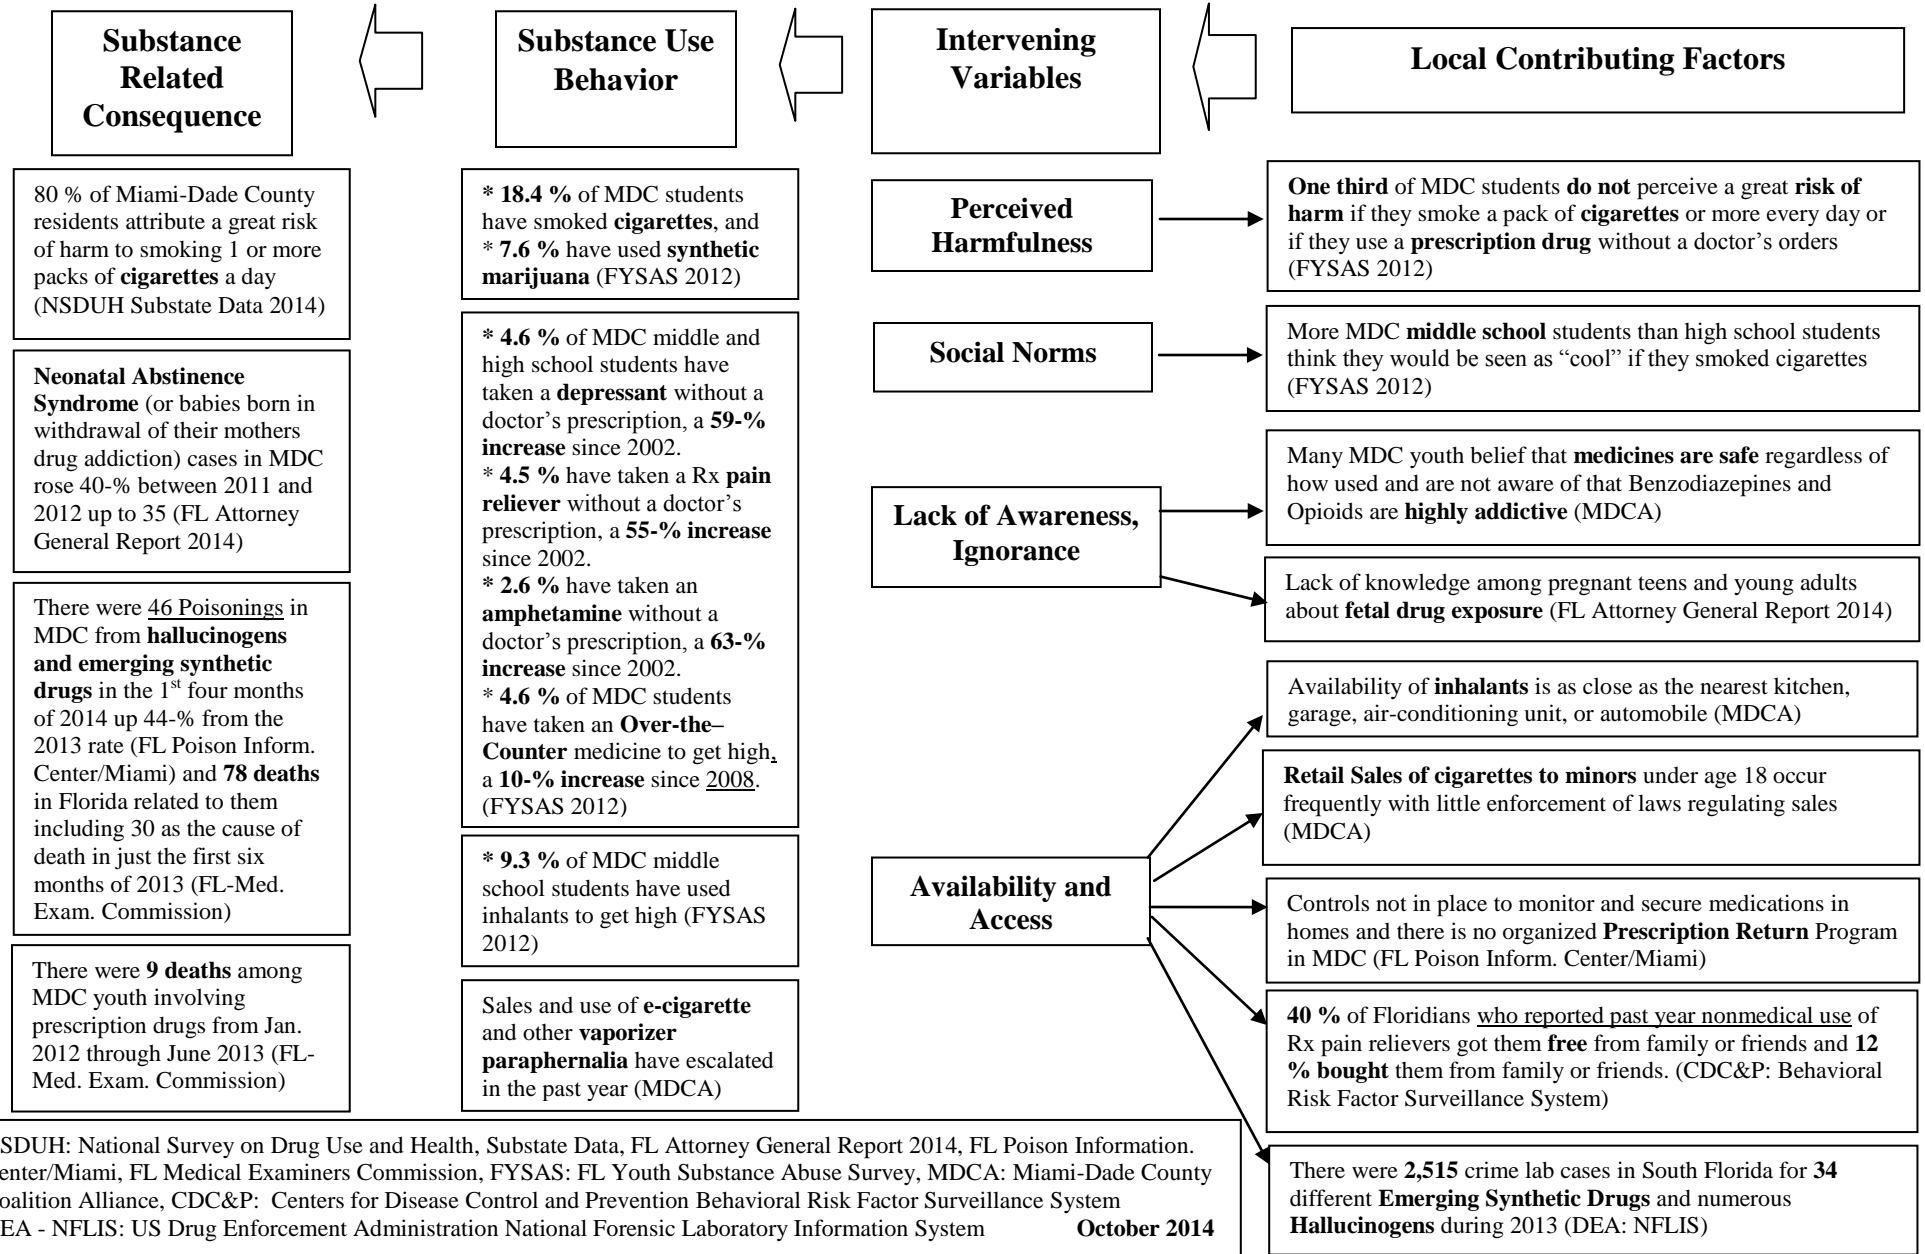 Substance
Related
Consequence
Substance Use
Behavior
Intervening
Variables
Local Contributing Factors
80 % of Miami-Dade County
residents attribute a great risk
of harm to smoking 1 or more
packs of cigarettes a day
(NSDUH Substate Data 2014)
Neonatal Abstinence
Syndrome (or babies born in
withdrawal of their mothers
drug addiction) cases in MDC
rose 40-% between 2011 and
2012 up to 35 (FL Attorney
General Report 2014)
There were 46 Poisonings in
MDC from hallucinogens
and emerging synthetic
drugs in the 1st four months
of 2014 up 44-% from the
2013 rate (FL Poison Inform.
Center/Miami) and 78 deaths
in Florida related to them
including 30 as the cause of
death in just the first six
months of 2013 (FL-Med.
Exam. Commission)
There were 9 deaths among
MDC youth involving
prescription drugs from Jan.
2012 through June 2013 (FL-
Med. Exam. Commission)
* 18.4 % of MDC students
have smoked cigarettes, and
* 7.6 % have used synthetic
marijuana (FYSAS 2012)
* 4.6 % of MDC middle and
high school students have
taken a depressant without a
doctor’s prescription, a 59-%
increase since 2002.
* 4.5 % have taken a Rx pain
reliever without a doctor’s
prescription, a 55-% increase
since 2002.
* 2.6 % have taken an
amphetamine without a
doctor’s prescription, a 63-%
increase since 2002.
* 4.6 % of MDC students
have taken an Over-the–
Counter medicine to get high,
a 10-% increase since 2008.
(FYSAS 2012)
* 9.3 % of MDC middle
school students have used
inhalants to get high (FYSAS
2012)
Sales and use of e-cigarette
and other vaporizer
paraphernalia have escalated
in the past year (MDCA)
Perceived
Harmfulness
Social Norms
Lack of Awareness,
Ignorance
Availability and
Access
One third of MDC students do not perceive a great risk of
harm if they smoke a pack of cigarettes or more every day or
if they use a prescription drug without a doctor’s orders
(FYSAS 2012)
More MDC middle school students than high school students
think they would be seen as “cool” if they smoked cigarettes
(FYSAS 2012)
Many MDC youth belief that medicines are safe regardless of
how used and are not aware of that Benzodiazepines and
Opioids are highly addictive (MDCA)
Lack of knowledge among pregnant teens and young adults
about fetal drug exposure (FL Attorney General Report 2014)
Availability of inhalants is as close as the nearest kitchen,
garage, air-conditioning unit, or automobile (MDCA)
Retail Sales of cigarettes to minors under age 18 occur
frequently with little enforcement of laws regulating sales
(MDCA)
Controls not in place to monitor and secure medications in
homes and there is no organized Prescription Return Program
in MDC (FL Poison Inform. Center/Miami)
40 % of Floridians who reported past year nonmedical use of
Rx pain relievers got them free from family or friends and 12
% bought them from family or friends. (CDC&P: Behavioral
Risk Factor Surveillance System)
There were 2,515 crime lab cases in South Florida for 34
different Emerging Synthetic Drugs and numerous
Hallucinogens during 2013 (DEA: NFLIS)
SDUH: National Survey on Drug Use and Health, Substate Data, FL Attorney General Report 2014, FL Poison Information.
enter/Miami, FL Medical Examiners Commission, FYSAS: FL Youth Substance Abuse Survey, MDCA: Miami-Dade County
oalition Alliance, CDC&P: Centers for Disease Control and Prevention Behavioral Risk Factor Surveillance System
EA - NFLIS: US Drug Enforcement Administration National Forensic Laboratory Information System October 2014